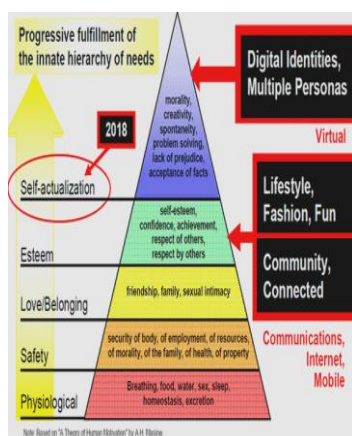 Progressive fulfillment of
the innate hierarchy of needs
Digital Identities,
Multiple Personas
Virtual
2018
morality,
creativity,
spontaneity,
problem solving,
lack of prejudice,
acceptance of facts
Self-actualization
Lifestyle,
Fashion, Fun
self-esteem,
confidence, achievement,
respect of others,
respect by others
Esteem
Community,
Connected
friendship, family, sexual intimacy
Love/Belonging
Communications,
Internet,
Mobile
security of body, of employment, of resources,
of morality, of the family, of health, of property
Safety
Breathing, food, water, sex, sleep,
homeostasis, excretion
Physiological
Note: Based on "A Theory of Human Motivation" by A.H. Maslow